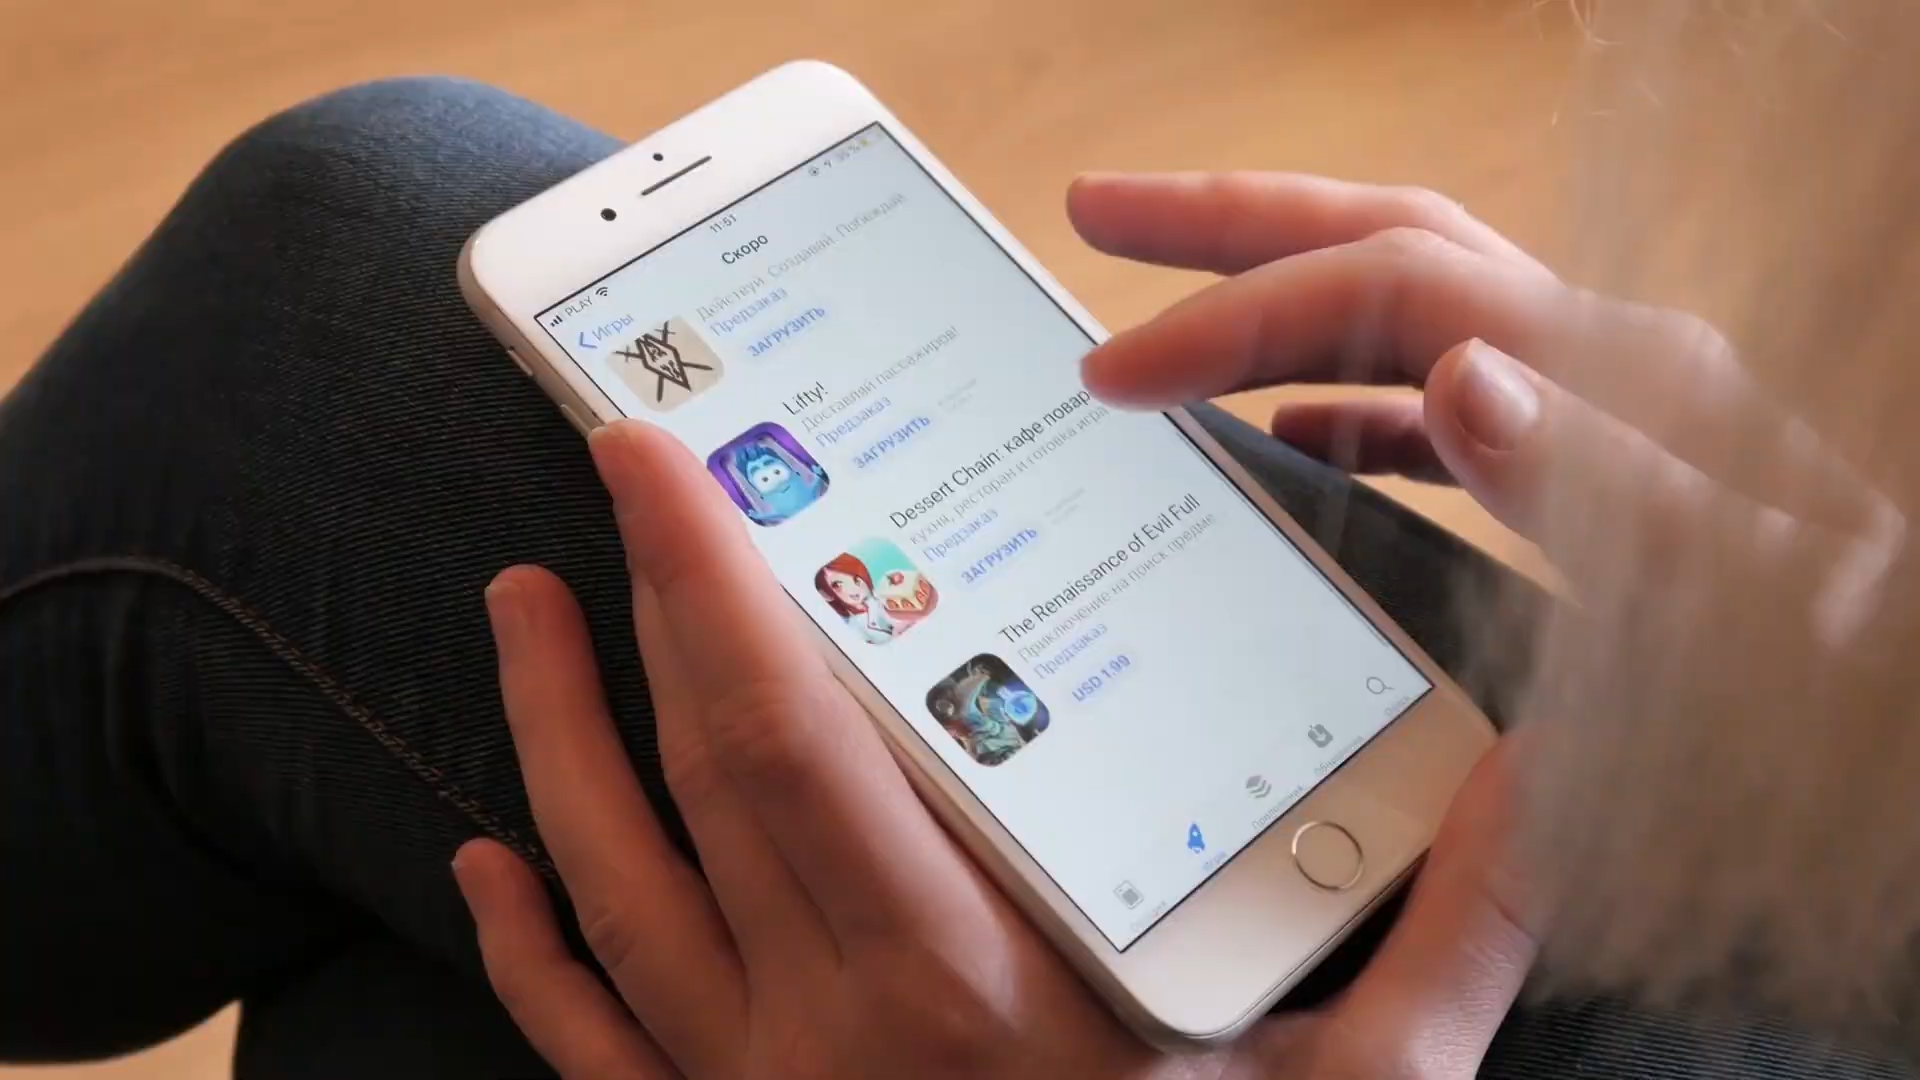 PLAY
11:51
35 %
Игры
Скоро
Действуй. Создавай. Побеждай.
Предзаказ
ЗАГРУЗИТЬ
Lifty!
Доставляй пассажиров!
Предзаказ
ЗАГРУЗИТЬ
Dessert Chain: кафе повар
кухня, ресторан и готовка игра
Предзаказ
ЗАГРУЗИТЬ
The Renaissance of Evil Full
Приключение на поиск предме
Предзаказ
USD 1.99
Игры